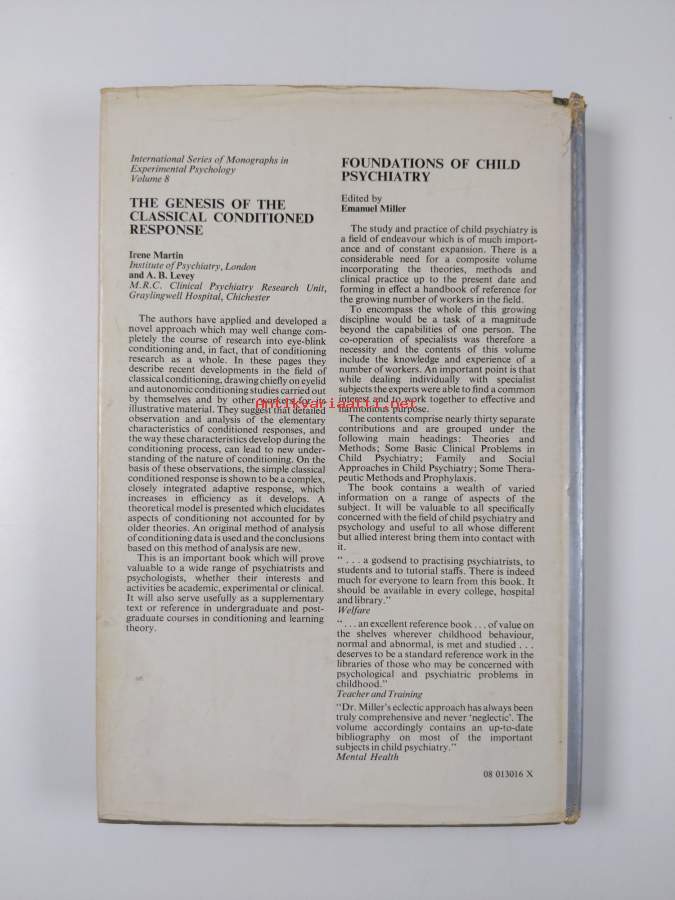 International Series of Monographs in
Experimental Psychology
Volume 8
THE GENESIS OF THE
CLASSICAL CONDITIONED
RESPONSE
Irene Martin
Institute of Psychiatry, London
and A. B. Levey
M.R.C. Clinical Psychiatry Research Unit,
Graylingwell Hospital, Chichester
The authors have applied and developed a
novel approach which may well change com-
pletely the course of research into eye-blink
conditioning and, in fact, that of conditioning
research as a whole. In these pages they
describe recent developments in the field of
classical conditioning, drawing chiefly on eyelid
and autonomic conditioning studies carried out
by themselves and by other workers for its
illustrative material. They suggest that detailed
observation and analysis of the elementary
characteristics of conditioned responses, and
the way these characteristics develop during the
conditioning process, can lead to new under-
standing of the nature of conditioning. On the
basis of these observations, the simple classical
conditioned response is shown to be a complex,
closely integrated adaptive response, which
increases in efficiency as it develops. A
theoretical model is presented which elucidates
aspects of conditioning not accounted for by
older theories. An original method of analysis
of conditioning data is used and the conclusions
based on this method of analysis are new.
This is an important book which will prove
valuable to a wide range of psychiatrists and
psychologists, whether their interests and
activities be academic, experimental or clinical.
It will also serve usefully as a supplementary
text or reference in undergraduate and post-
graduate courses in conditioning and learning
theory.
FOUNDATIONS OF CHILD
PSYCHIATRY
Edited by
Emanuel Miller
The study and practice of child psychiatry is
a field of endeavour which is of much import-
ance and of constant expansion. There is a
considerable need for a composite volume
incorporating the theories, methods and
clinical practice up to the present date and
forming in effect a handbook of reference for
the growing number of workers in the field.
To encompass the whole of this growing
discipline would be a task of a magnitude
beyond the capabilities of one person. The
co-operation of specialists was therefore a
necessity and the contents of this volume
include the knowledge and experience of a
number of workers. An important point is that
while dealing individually with specialist
subjects the experts were able to find a common
interest and to work together to effective and
harmonious purpose.
The contents comprise nearly thirty separate
contributions and are grouped under the
following main headings: Theories and
Methods; Some Basic Clinical Problems in
Child Psychiatry; Family and Social
Approaches in Child Psychiatry; Some Thera-
peutic Methods and Prophylaxis.
The book contains a wealth of varied
information on a range of aspects of the
subject. It will be valuable to all specifically
concerned with the field of child psychiatry and
psychology and useful to all whose different
but allied interest bring them into contact with
it.
“ . . . a godsend to practising psychiatrists, to
students and to tutorial staffs. There is indeed
much for everyone to learn from this book. It
should be available in every college, hospital
and library.”
Welfare
“ . . . an excellent reference book . . . of value on
the shelves wherever childhood behaviour,
normal and abnormal, is met and studied . . .
deserves to be a standard reference work in the
libraries of those who may be concerned with
psychological and psychiatric problems in
childhood.”
Teacher and Training
“Dr. Miller's eclectic approach has always been
truly comprehensive and never ‘neglectic’. The
volume accordingly contains an up-to-date
bibliography on most of the important
subjects in child psychiatry.”
Mental Health
08 013016 X
Antikvariaatti.net